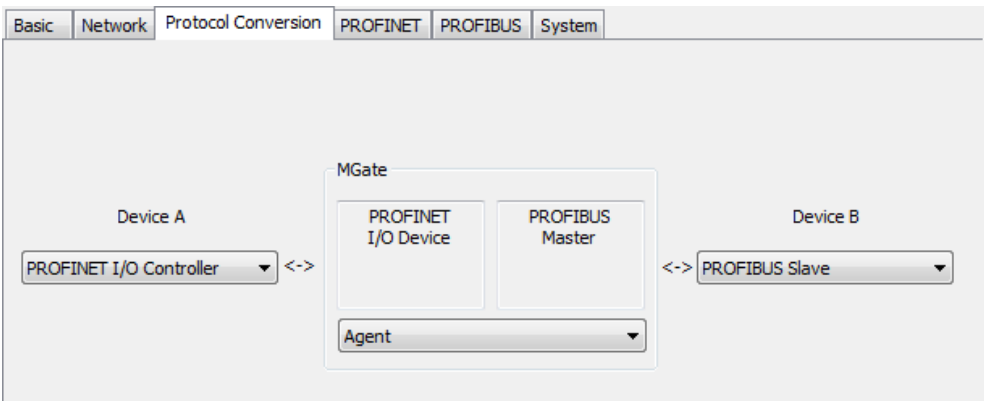 Basic Network Protocol Conversion PROFINET PROFIBUS System
MGate
Device A
PROFINET
I/O Device
PROFIBUS
Master
Device B
PROFINET I/O Controller <-> <-> PROFIBUS Slave
Agent